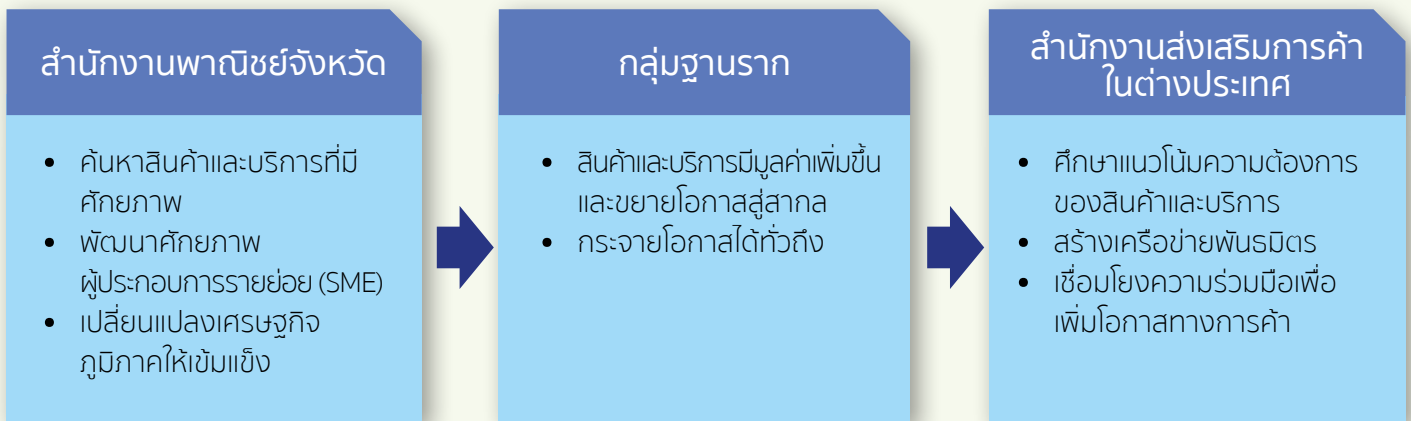 สำนักงานพาณิชย์จังหวัด
• ค้นหาสินค้าและบริการที่มี
ศักยภาพ
• พัฒนาศักยภาพ
ผู้ประกอบการรายย่อย (SME)
• เปลี่ยนแปลงเศรษฐกิจ
ภูมิภาคให้เข้มแข็ง
กลุ่มฐานราก
• สินค้าและบริการมีมูลค่าเพิ่มขึ้น
และขยายโอกาสสู่สากล
• กระจายโอกาสได้ทั่วถึง
สำนักงานส่งเสริมการค้า
ในต่างประเทศ
• ศึกษาแนวโน้มความต้องการ
ของสินค้าและบริการ
• สร้างเครือข่ายพันธมิตร
• เชื่อมโยงความร่วมมือเพื่อ
เพิ่มโอกาสทางการค้า